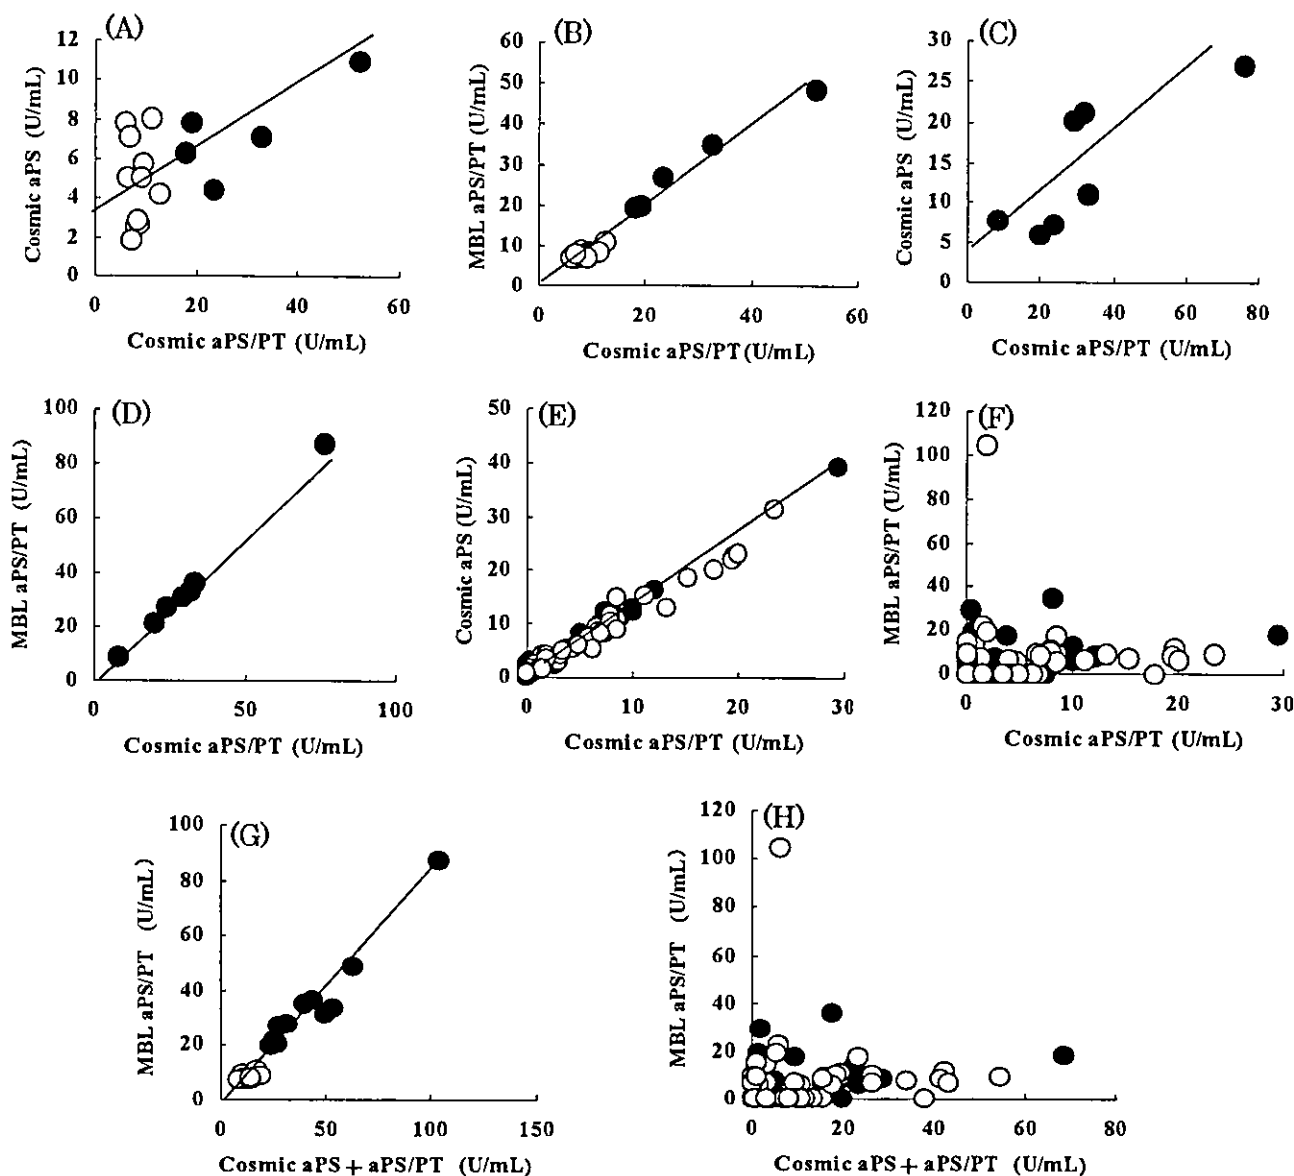 (A)
12
10
8
6
4
2
0
Cosmic aPS (U/mL)
0 20 40 60
Cosmic aPS/PT (U/mL)
(B)
60
50
40
30
20
10
0
MBL aPS/PT (U/mL)
0 20 40 60
Cosmic aPS/PT(U/mL)
(C)
30
25
20
15
10
5
0
Cosmic aPS (U/mL)
0 20 40 60 80
Cosmic aPS/PT (U/mL)
(D)
100
80
60
40
20
0
MBL aPS/PT (U/mL)
0 50 100
Cosmic aPS/PT (U/mL)
(E)
50
40
30
20
10
0
Cosmic aPS (U/mL)
0 10 20 30
Cosmic aPS/PT (U/mL)
(F)
120
100
80
60
40
20
0
MBL aPS/PT (U/mL)
0 10 20 30
Cosmic aPS/PT (U/mL)
(G)
100
80
60
40
20
0
MBL aPS/PT (U/mL)
0 50 100 150
Cosmic aPS + aPS/PT (U/mL)
(H)
120
100
80
60
40
20
0
MBL aPS/PT (U/mL)
0 20 40 60 80
Cosmic aPS + aPS/PT (U/mL)